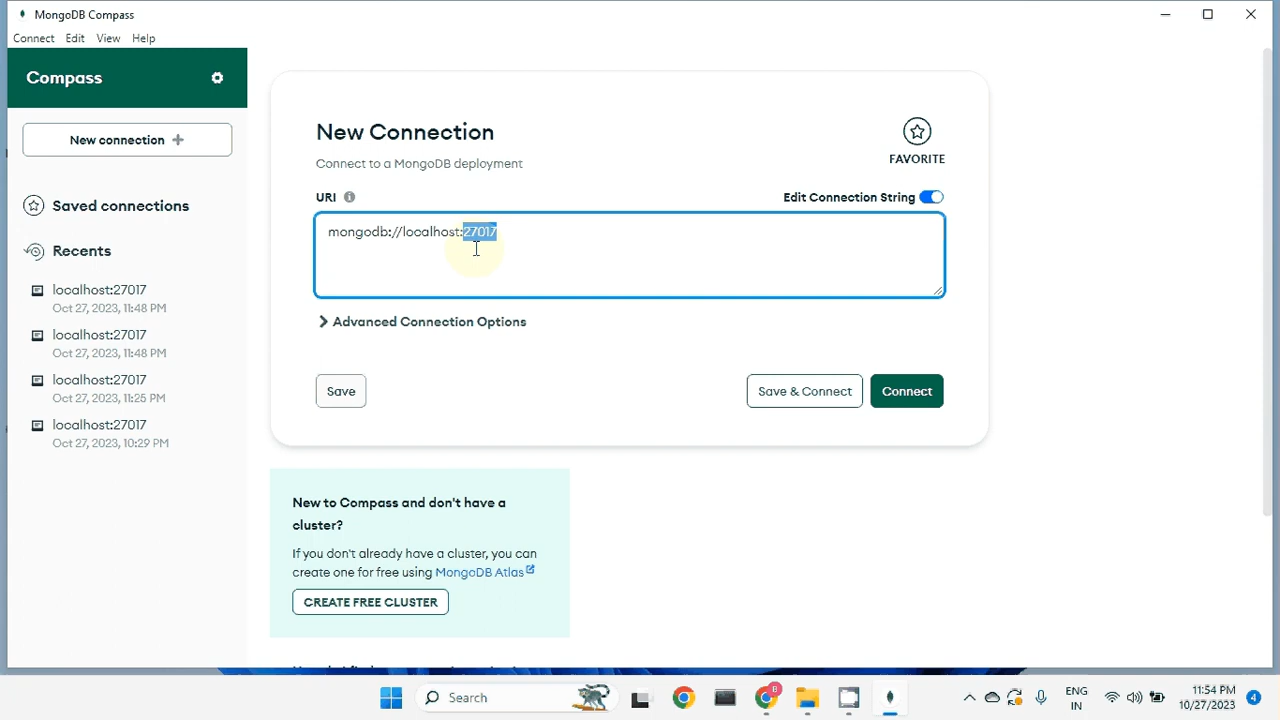 MongoDB Compass
Connect Edit View Help
Compass
New connection
Saved connections
Recents
localhost:27017
Oct 27, 2023, 11:48 PM
localhost:27017
Oct 27, 2023, 11:48 PM
localhost:27017
Oct 27, 2023, 11:25 PM
localhost:27017
Oct 27, 2023, 10:29 PM
New Connection
FAVORITE
Connect to a MongoDB deployment
URI
Edit Connection String
mongodb://localhost:27017
Advanced Connection Options
Save
Save & Connect
Connect
New to Compass and don't have a
cluster?
If you don't already have a cluster, you can
create one for free using MongoDB Atlas
CREATE FREE CLUSTER
Search
8
ENG
IN
11:54 PM
10/27/2023
4